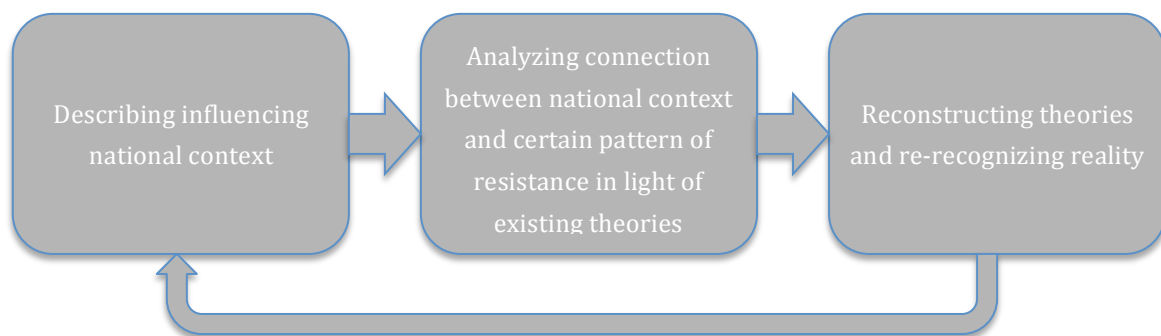 Describing influencing
national context
Analyzing connection
between national context
and certain pattern of
resistance in light of
existing theories
Reconstructing theories
and re-recognizing reality